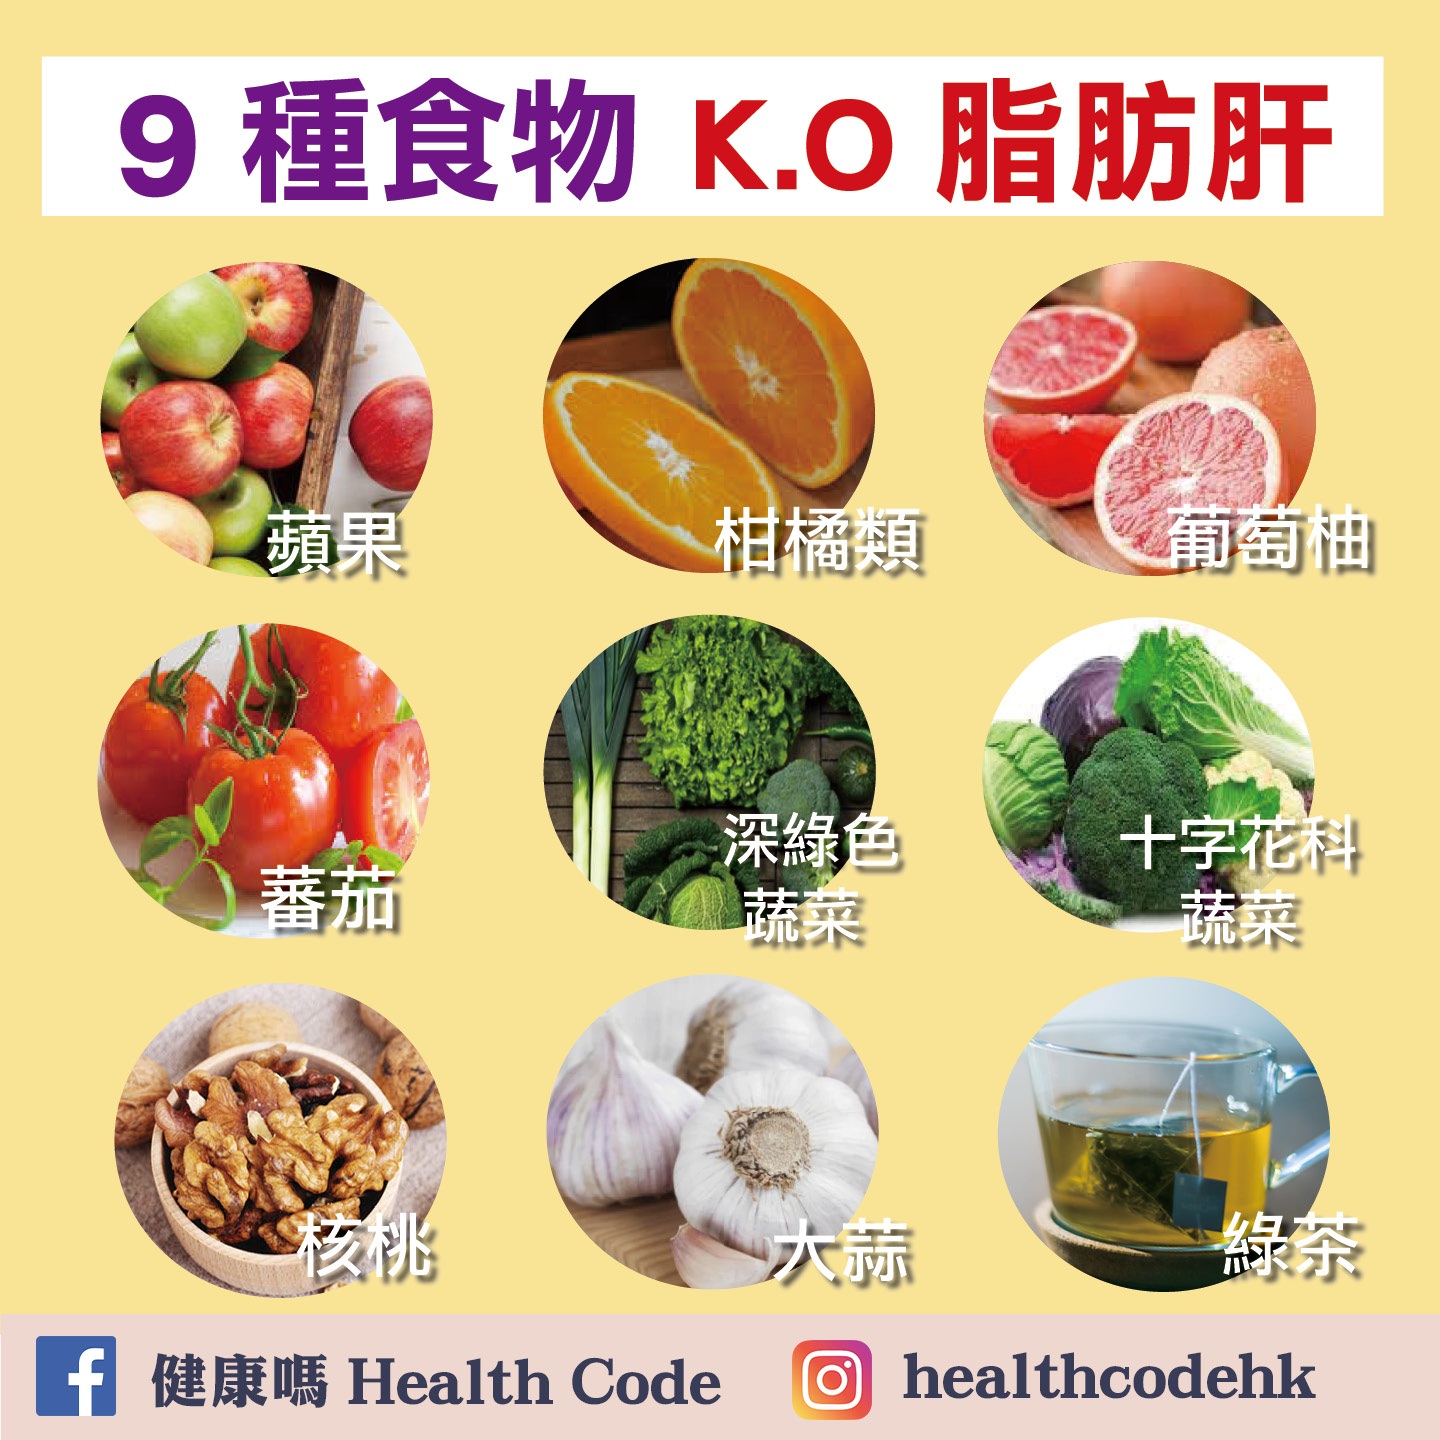 9 種食物 K.O 脂肪肝
蘋果
柑橘類
葡萄柚
蕃茄
深綠色
蔬菜
十字花科
蔬菜
核桃
大蒜
綠茶
健康嗎 Health Code
healthcodehk